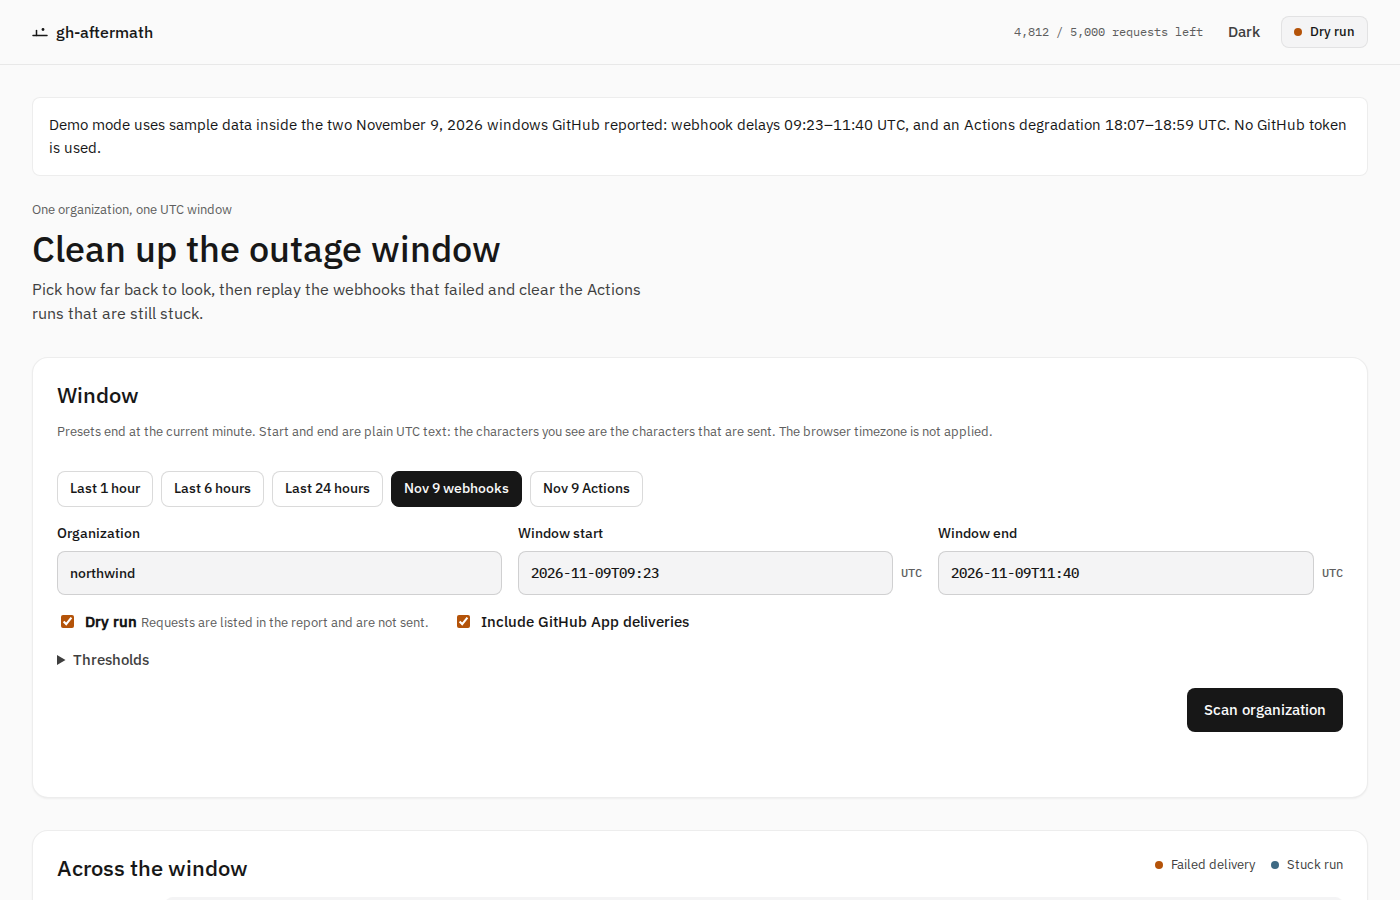 gh-aftermath
4,812 / 5,000 requests left
Dark
Dry run
Demo mode uses sample data inside the two November 9, 2026 windows GitHub reported: webhook delays 09:23–11:40 UTC, and an Actions degradation 18:07–18:59 UTC. No GitHub token
is used.
One organization, one UTC window
Clean up the outage window
Pick how far back to look, then replay the webhooks that failed and clear the Actions
runs that are still stuck.
Window
Presets end at the current minute. Start and end are plain UTC text: the characters you see are the characters that are sent. The browser timezone is not applied.
Last 1 hour
Last 6 hours
Last 24 hours
Nov 9 webhooks
Nov 9 Actions
Organization
Window start
Window end
northwind
2026-11-09T09:23
UTC
2026-11-09T11:40
UTC
Dry run Requests are listed in the report and are not sent.
Include GitHub App deliveries
Thresholds
Scan organization
Across the window
Failed delivery
Stuck run